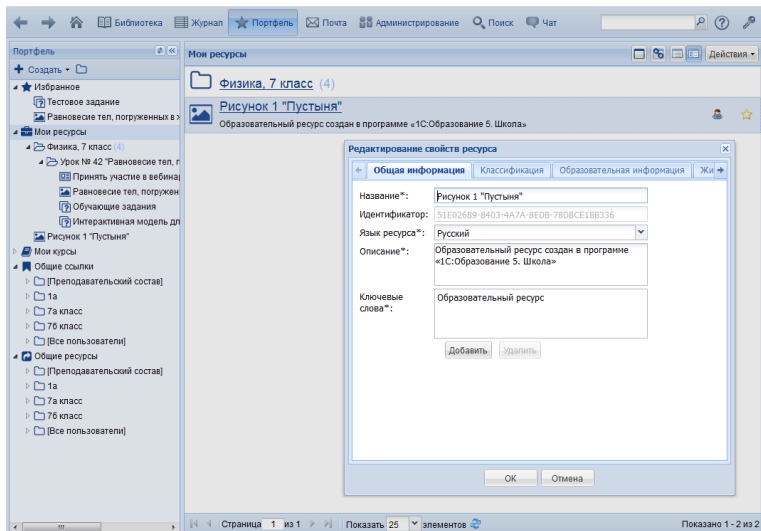 Библиотека Журнал Портфель Почта Администрирование Поиск Чат
Портфель
Создать
Избранное
Тестовое задание
Равновесие тел, погруженных в ж
Мои ресурсы
Физика, 7 класс (4)
Урок № 42 "Равновесие тел, п
Принять участие в вебина
Равновесие тел, погружен
Обучающие задания
Интерактивная модель дл
Рисунок 1 "Пустыня"
Мои курсы
Общие ссылки
[Преподавательский состав]
1а
7а класс
7б класс
[Все пользователи]
Общие ресурсы
[Преподавательский состав]
1а
7а класс
7б класс
[Все пользователи]
Мои ресурсы
Действия
Физика, 7 класс (4)
Рисунок 1 "Пустыня"
Образовательный ресурс создан в программе «1С:Образование 5. Школа»
Редактирование свойств ресурса
Общая информация Классификация Образовательная информация Жи
Название*: Рисунок 1 "Пустыня"
Идентификатор: 51E026B9-8403-4A7A-8EDB-78DBCE1BB336
Язык ресурса*: Русский
Описание*: Образовательный ресурс создан в программе
«1С:Образование 5. Школа»
Ключевые Образовательный ресурс
слова*:
Добавить Удалить
ОК Отмена
Страница 1 из 1 Показать 25 элементов Показано 1 - 2 из 2